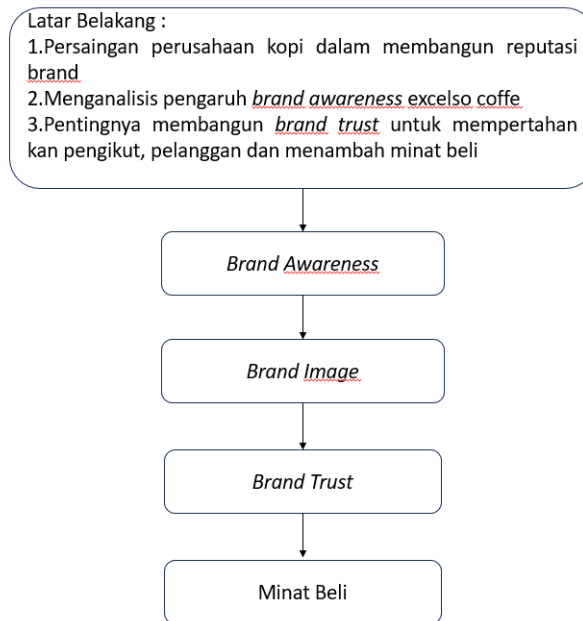 Latar Belakang :
1.Persaingan perusahaan kopi dalam membangun reputasi
brand
2.Menganalisis pengaruh brand awareness excelso coffe
3.Pentingnya membangun brand trust untuk mempertahan
kan pengikut, pelanggan dan menambah minat beli
Brand Awareness
Brand Image
Brand Trust
Minat Beli